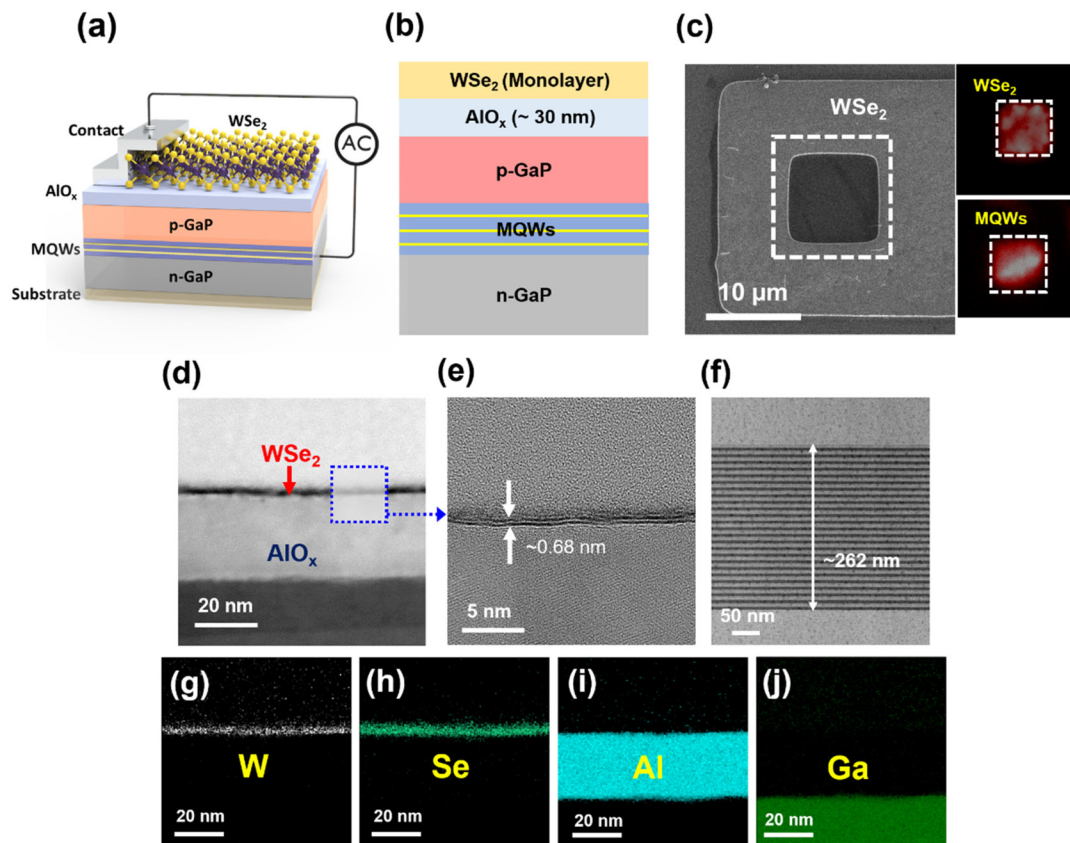 (a)
Contact
WSe₂
AC
AlOₓ
p-GaP
MQWs
n-GaP
Substrate
(b)
WSe₂ (Monolayer)
AlOₓ (~ 30 nm)
p-GaP
MQWs
n-GaP
(c)
WSe₂
10 µm
WSe₂
MQWs
(d)
WSe₂
AlOₓ
20 nm
(e)
~0.68 nm
5 nm
(f)
~262 nm
50 nm
(g)
W
20 nm
(h)
Se
20 nm
(i)
Al
20 nm
(j)
Ga
20 nm